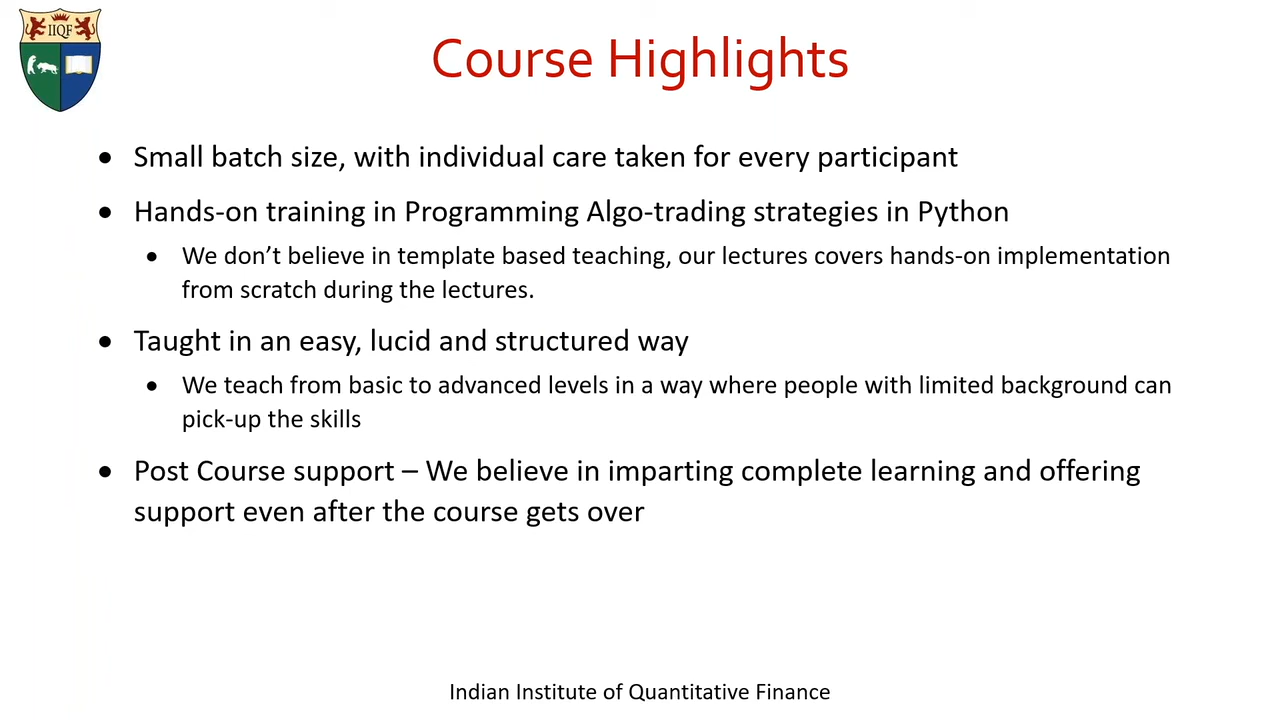 IIQF
Course Highlights
• Small batch size, with individual care taken for every participant
• Hands-on training in Programming Algo-trading strategies in Python
• We don’t believe in template based teaching, our lectures covers hands-on implementation
from scratch during the lectures.
• Taught in an easy, lucid and structured way
• We teach from basic to advanced levels in a way where people with limited background can
pick-up the skills
• Post Course support – We believe in imparting complete learning and offering
support even after the course gets over
Indian Institute of Quantitative Finance